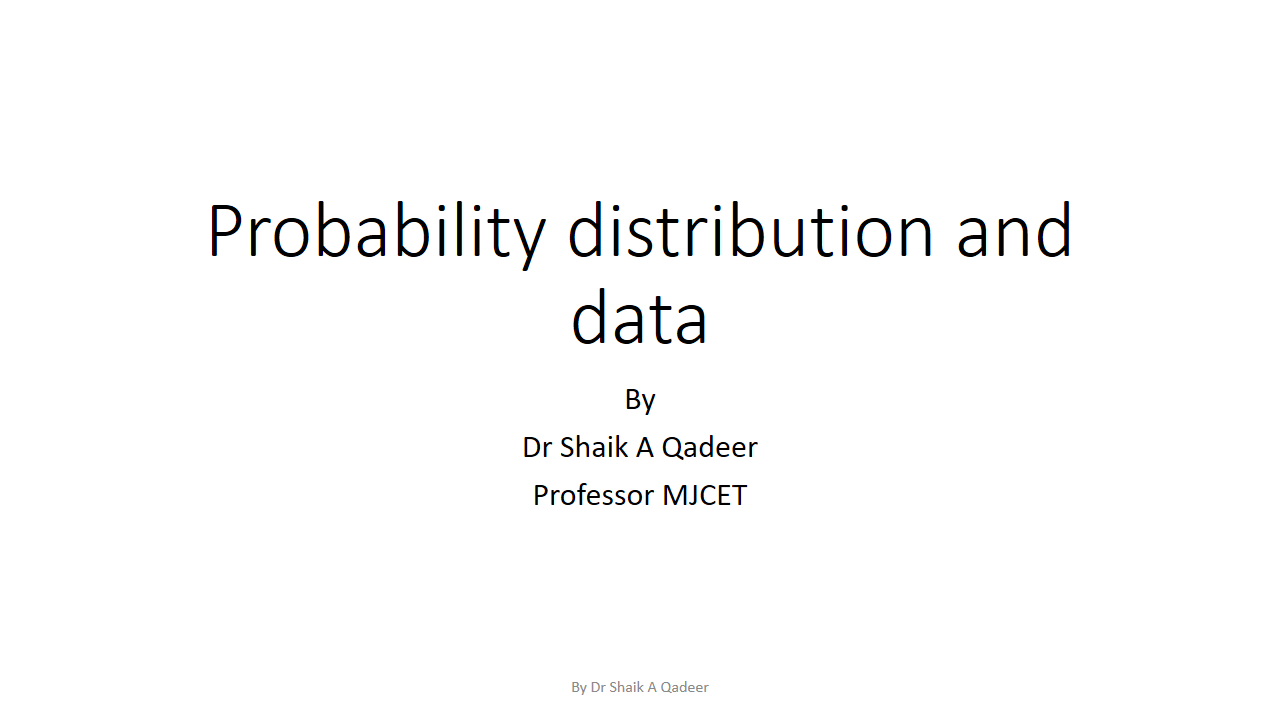 Probability distribution and
data
By
Dr Shaik A Qadeer
Professor MJCET
By Dr Shaik A Qadeer